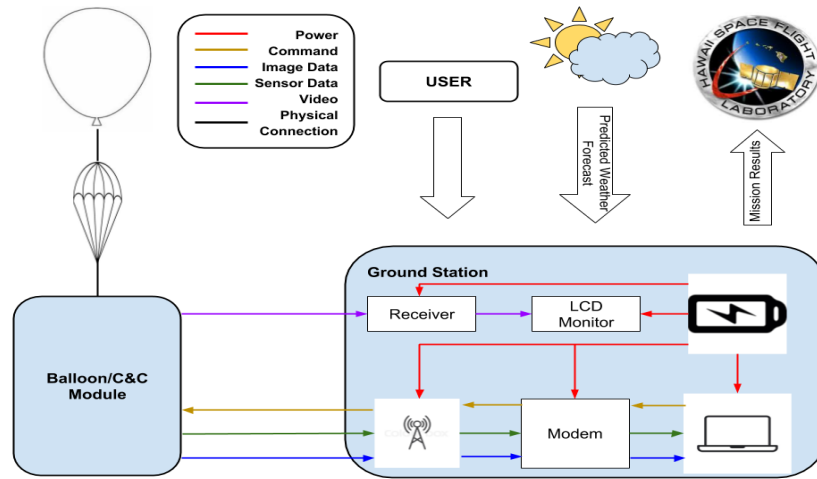 Power
Command
Image Data
Sensor Data
Video
Physical
Connection
USER
HAWAII SPACE FLIGHT
LABORATORY
Predicted Weather
Forecast
Mission Results
Ground Station
Receiver
LCD
Monitor
Balloon/C&C
Module
Modem